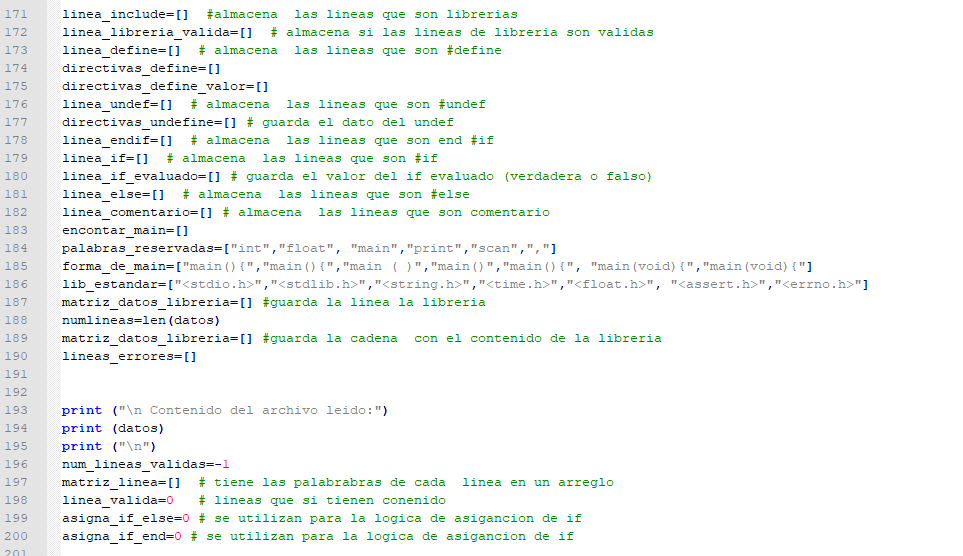 171 linea_include=[]  #almacena  las lineas que son librerias
172 linea_libreria_valida=[]  # almacena si las lineas de libreria son validas
173 linea_define=[]  # almacena  las lineas que son #define
174 directivas_define=[]
175 directivas_define_valor=[]
176 linea_undef=[]  # almacena  las lineas que son #undef
177 directivas_undefine=[] # guarda el dato del undef
178 linea_endif=[]  # almacena  las lineas que son end #if
179 linea_if=[]  # almacena  las lineas que son #if
180 linea_if_evaluado=[] # guarda el valor del if evaluado (verdadera o falso)
181 linea_else=[]  # almacena  las lineas que son #else
182 linea_comentario=[] # almacena  las lineas que son comentario
183 encontar_main=[]
184 palabras_reservadas=["int","float", "main","print","scan",","]
185 forma_de_main=["main(){","main(){","main ( )","main()","main(){", "main(void){","main(void){"]
186 lib_estandar=["<stdio.h>","<stdlib.h>","<string.h>","<time.h>","<float.h>", "<assert.h>","<errno.h>"]
187 matriz_datos_libreria=[] #guarda la linea la libreria
188 numlineas=len(datos)
189 matriz_datos_libreria=[] #guarda la cadena  con el contenido de la libreria
190 lineas_errores=[]
191
192
193 print ("\n Contenido del archivo leido:")
194 print (datos)
195 print ("\n")
196 num_lineas_validas=-1
197 matriz_linea=[]  # tiene las palabrabras de cada  linea en un arreglo
198 linea_valida=0   # lineas que si tienen conenido
199 asigna_if_else=0 # se utilizan para la logica de asigancion de if
200 asigna_if_end=0 # se utilizan para la logica de asigancion de if
201